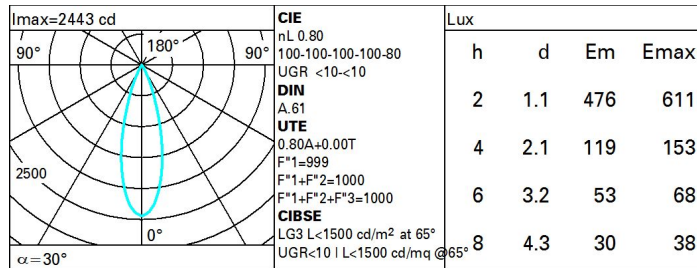 Imax=2443 cd
90°
180°
90°
2500
0°
α=30°
CIE
nL 0.80
100-100-100-100-80
UGR <10-<10
DIN
A.61
UTE
0.80A+0.00T
F"1=999
F"1+F"2=1000
F"1+F"2+F"3=1000
CIBSE
LG3 L<1500 cd/m² at 65°
UGR<10 | L<1500 cd/mq @65°
Lux
h d Em Emax
2 1.1 476 611
4 2.1 119 153
6 3.2 53 68
8 4.3 30 38